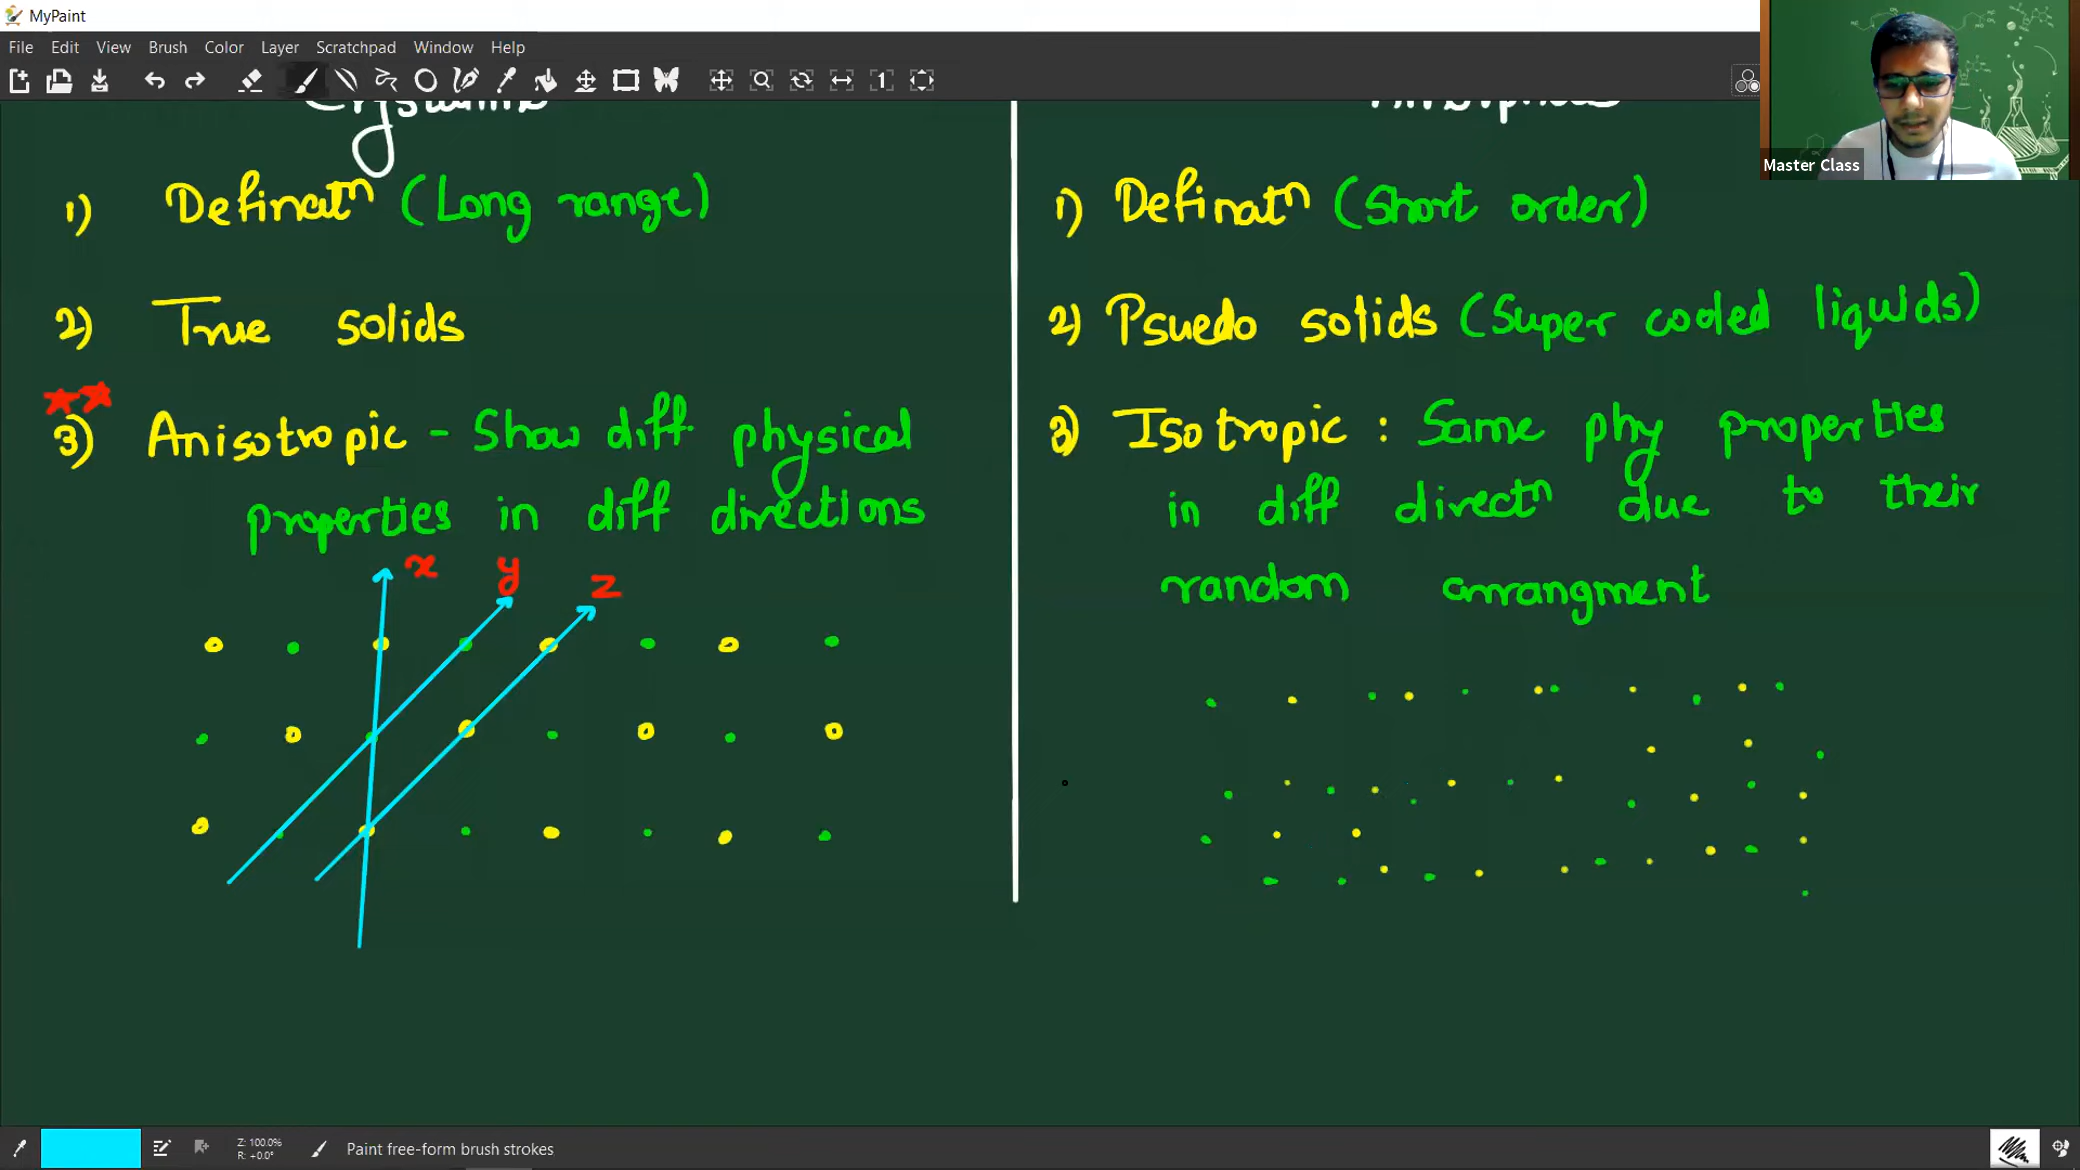 MyPaint
File Edit View Brush Color Layer Scratchpad Window Help
1
Master Class
1) Definatⁿ (Long range)
2) True solids
3) Anisotropic - Show diff physical
properties in diff directions
x y z
1) Definatⁿ (Short order)
2) Psuedo solids (Super cooled liquids)
3) Isotropic : Same phy properties
in diff directⁿ due to their
random arrangment
Z: 100.0%
R: +0.0°
Paint free-form brush strokes